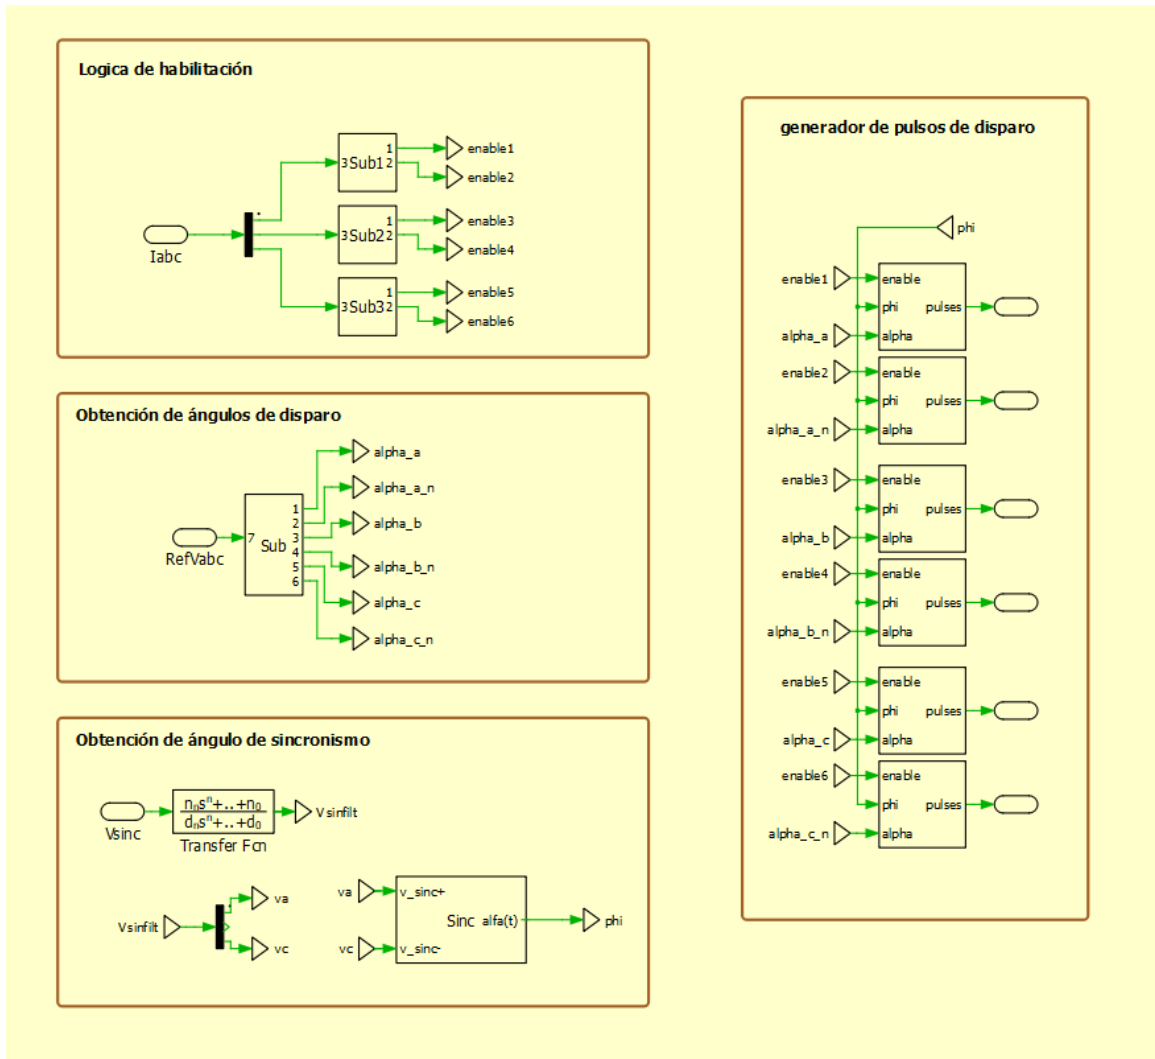 Logica de habilitación
Iabc
3 Sub1 1 2
enable1
enable2
3 Sub2 1 2
enable3
enable4
3 Sub3 1 2
enable5
enable6
Obtención de ángulos de disparo
RefVabc
7 Sub 1 2 3 4 5 6
alpha_a
alpha_a_n
alpha_b
alpha_b_n
alpha_c
alpha_c_n
Obtención de ángulo de sincronismo
Vsinc
nₙsⁿ+..+n₀
dₙsⁿ+..+d₀
Transfer Fcn
Vsinfilt
Vsinfilt
va
vc
va
vc
v_sinc+
Sinc alfa(t)
v_sinc-
phi
generador de pulsos de disparo
phi
enable1 enable
phi pulses
alpha_a alpha
enable2 enable
phi pulses
alpha_a_n alpha
enable3 enable
phi pulses
alpha_b alpha
enable4 enable
phi pulses
alpha_b_n alpha
enable5 enable
phi pulses
alpha_c alpha
enable6 enable
phi pulses
alpha_c_n alpha